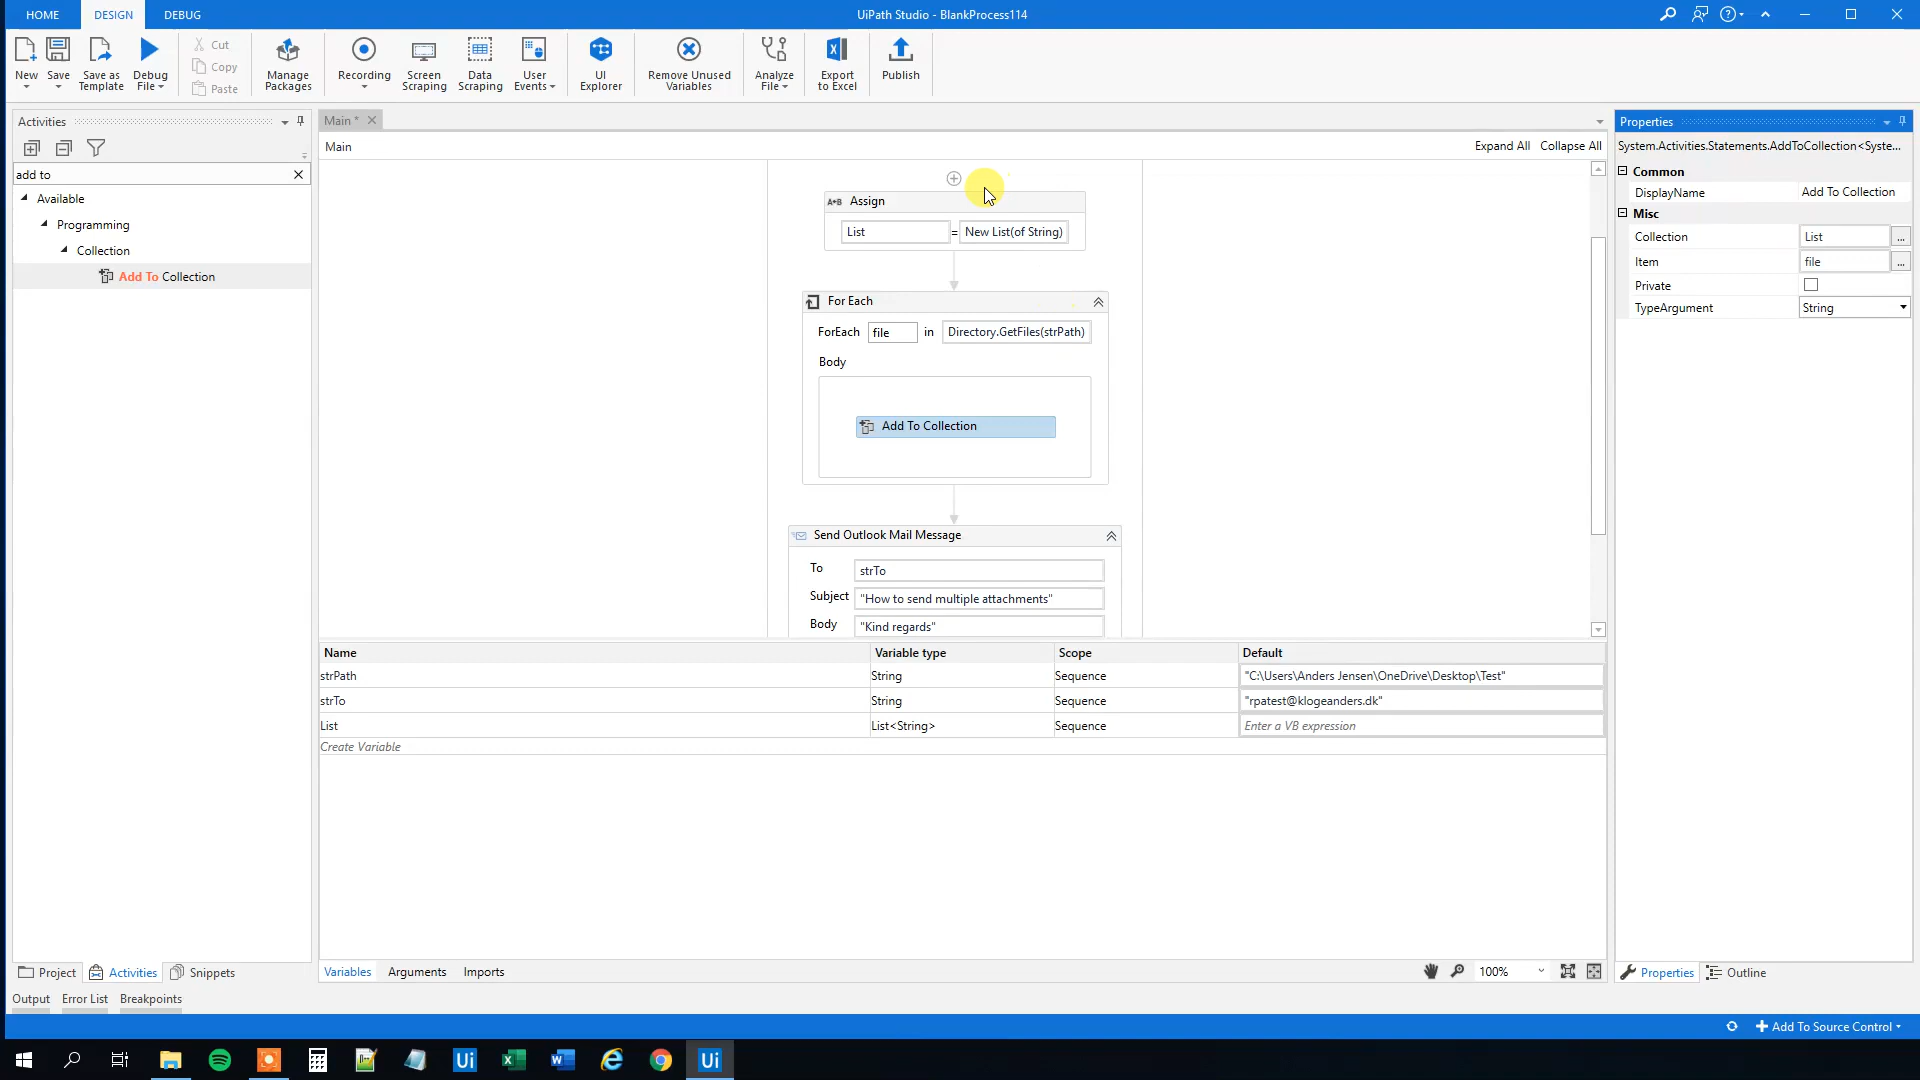 HOME DESIGN DEBUG UiPath Studio - BlankProcess114
New Save Save as Template Debug File Cut Copy Paste Manage Packages Recording Screen Scraping Data Scraping User Events UI Explorer Remove Unused Variables Analyze File Export to Excel Publish
Activities
add to
Available
Programming
Collection
Add To Collection
Main *
Main Expand All Collapse All
A+B Assign
List = New List(of String)
For Each
ForEach file in Directory.GetFiles(strPath)
Body
Add To Collection
Send Outlook Mail Message
To strTo
Subject "How to send multiple attachments"
Body "Kind regards"
Name Variable type Scope Default
strPath String Sequence "C:\Users\Anders Jensen\OneDrive\Desktop\Test"
strTo String Sequence "rpatest@klogeanders.dk"
List List<String> Sequence Enter a VB expression
Create Variable
Variables Arguments Imports 100%
Properties
System.Activities.Statements.AddToCollection<Syste...
Common
DisplayName Add To Collection
Misc
Collection List ...
Item file ...
Private
TypeArgument String
Project Activities Snippets
Properties Outline
Output Error List Breakpoints
Add To Source Control
Ui Ui